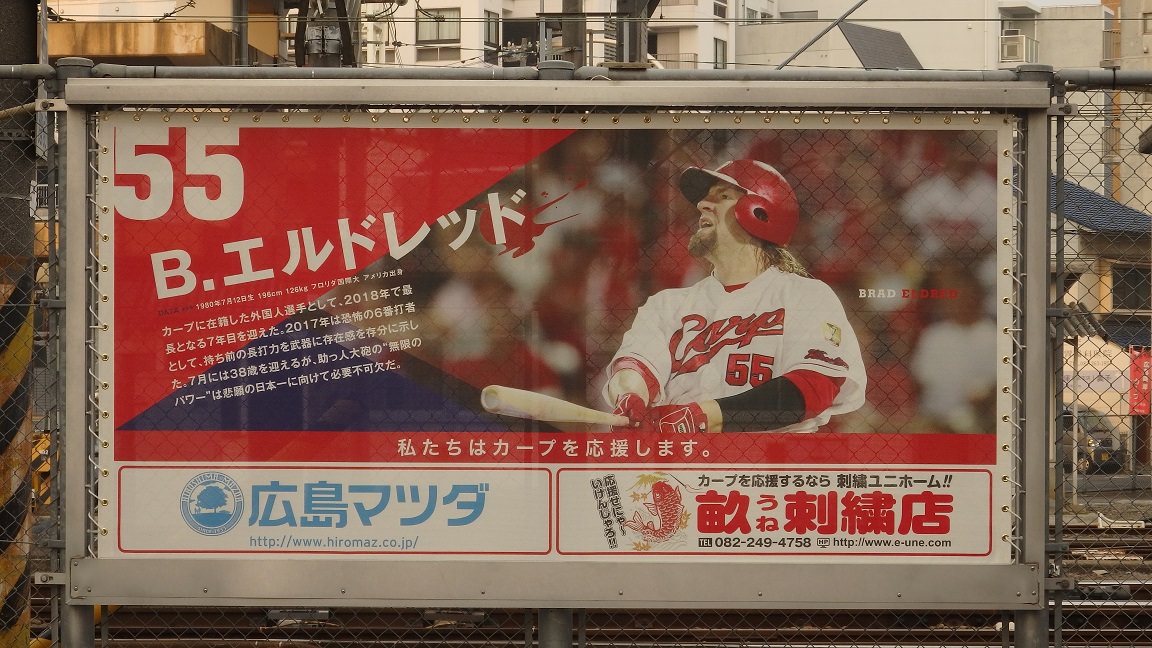 55
B.エルドレッド
1980年7月12日生 196cm 126kg フロリダ国際大 アメリカ出身
カープに在籍した外国人選手として、2018年で最
長となる7年目を迎えた。2017年は恐怖の6番打者
として、持ち前の長打力を武器に存在感を存分に示し
た。7月には38歳を迎えるが、助っ人大砲の“無限の
パワー”は悲願の日本一に向けて必要不可欠だ。
BRAD ELDRED
Carp
55
私たちはカープを応援します。
広島マツダ
http://www.hiromaz.co.jp/
応援せにゃー
いけんじゃろ!!
カープを応援するなら 刺繍ユニホーム!!
畝うね刺繍店
TEL 082-249-4758 HP http://www.e-une.com